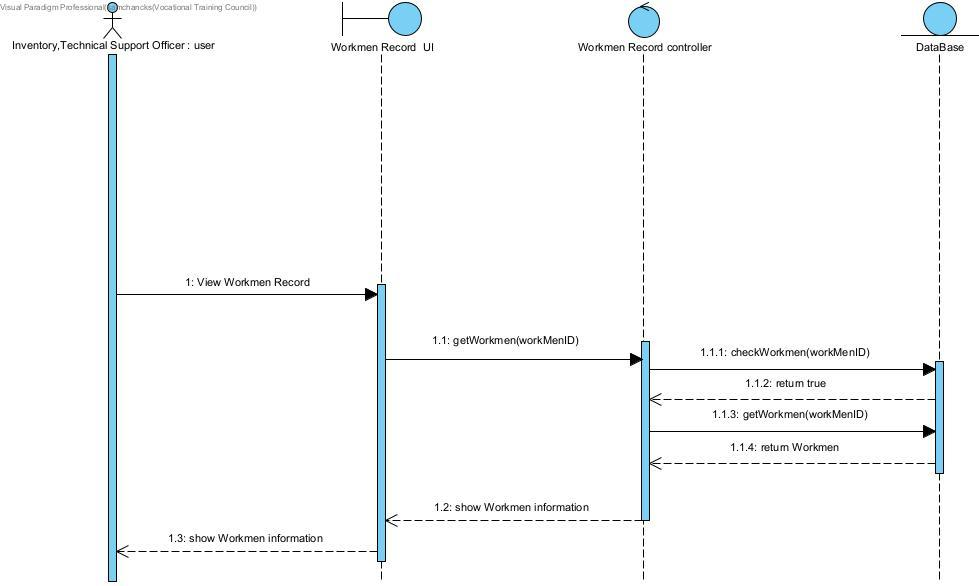 Visual Paradigm Professional(  mchancks(Vocational Training Council))
Inventory,Technical Support Officer : user
Workmen Record UI
Workmen Record controller
DataBase
1: View Workmen Record
1.1: getWorkmen(workMenID)
1.1.1: checkWorkmen(workMenID)
1.1.2: return true
1.1.3: getWorkmen(workMenID)
1.1.4: return Workmen
1.2: show Workmen information
1.3: show Workmen information